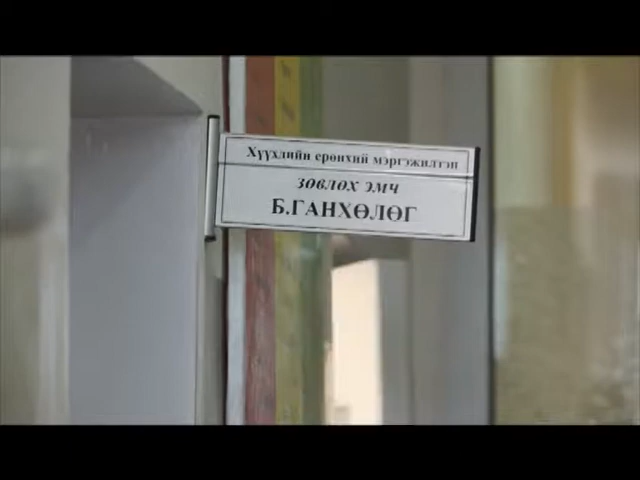 Хүүхдийн ерөнхий мэргэжилтэн
зөвлөх эмч
Б.ГАНХӨЛӨГ